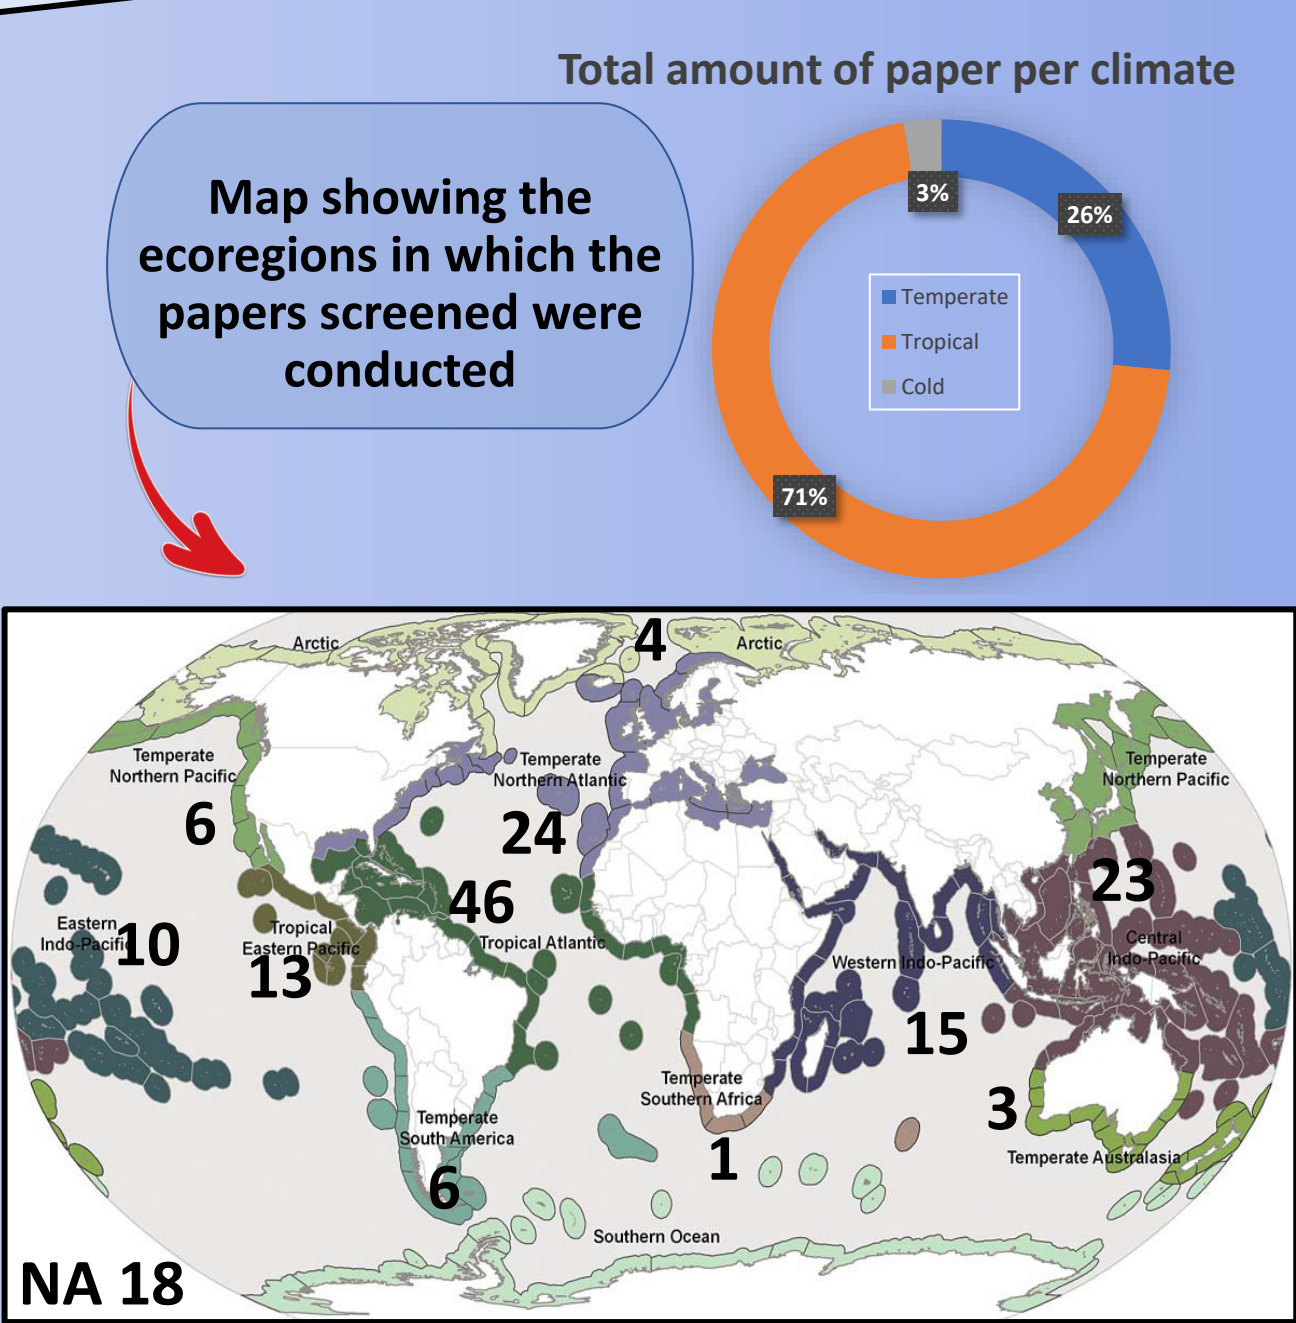 Total amount of paper per climate
Map showing the
ecoregions in which the
papers screened were
conducted
3%
26%
Temperate
Tropical
Cold
71%
Arctic
4
Arctic
Temperate
Northern Pacific
Temperate
Northern Atlantic
Temperate
Northern Pacific
6
24
46
23
Eastern
Indo-Pacific
10
Tropical
Eastern Pacific
13
Tropical Atlantic
Western Indo-Pacific
Central
Indo-Pacific
15
Temperate
Southern Africa
3
Temperate
South America
1
Temperate Australasia
6
Southern Ocean
NA 18